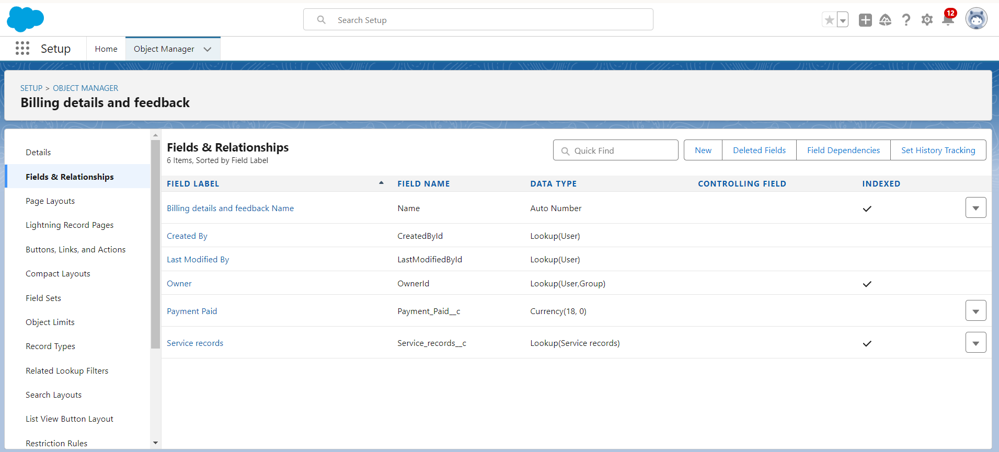 Search Setup
12
Setup
Home
Object Manager
SETUP > OBJECT MANAGER
Billing details and feedback
Details
Fields & Relationships
Page Layouts
Lightning Record Pages
Buttons, Links, and Actions
Compact Layouts
Field Sets
Object Limits
Record Types
Related Lookup Filters
Search Layouts
List View Button Layout
Restriction Rules
Fields & Relationships
6 Items, Sorted by Field Label
Quick Find
New
Deleted Fields
Field Dependencies
Set History Tracking
FIELD LABEL FIELD NAME DATA TYPE CONTROLLING FIELD INDEXED
Billing details and feedback Name Name Auto Number
Created By CreatedById Lookup(User)
Last Modified By LastModifiedById Lookup(User)
Owner OwnerId Lookup(User,Group)
Payment Paid Payment_Paid__c Currency(18, 0)
Service records Service_records__c Lookup(Service records)